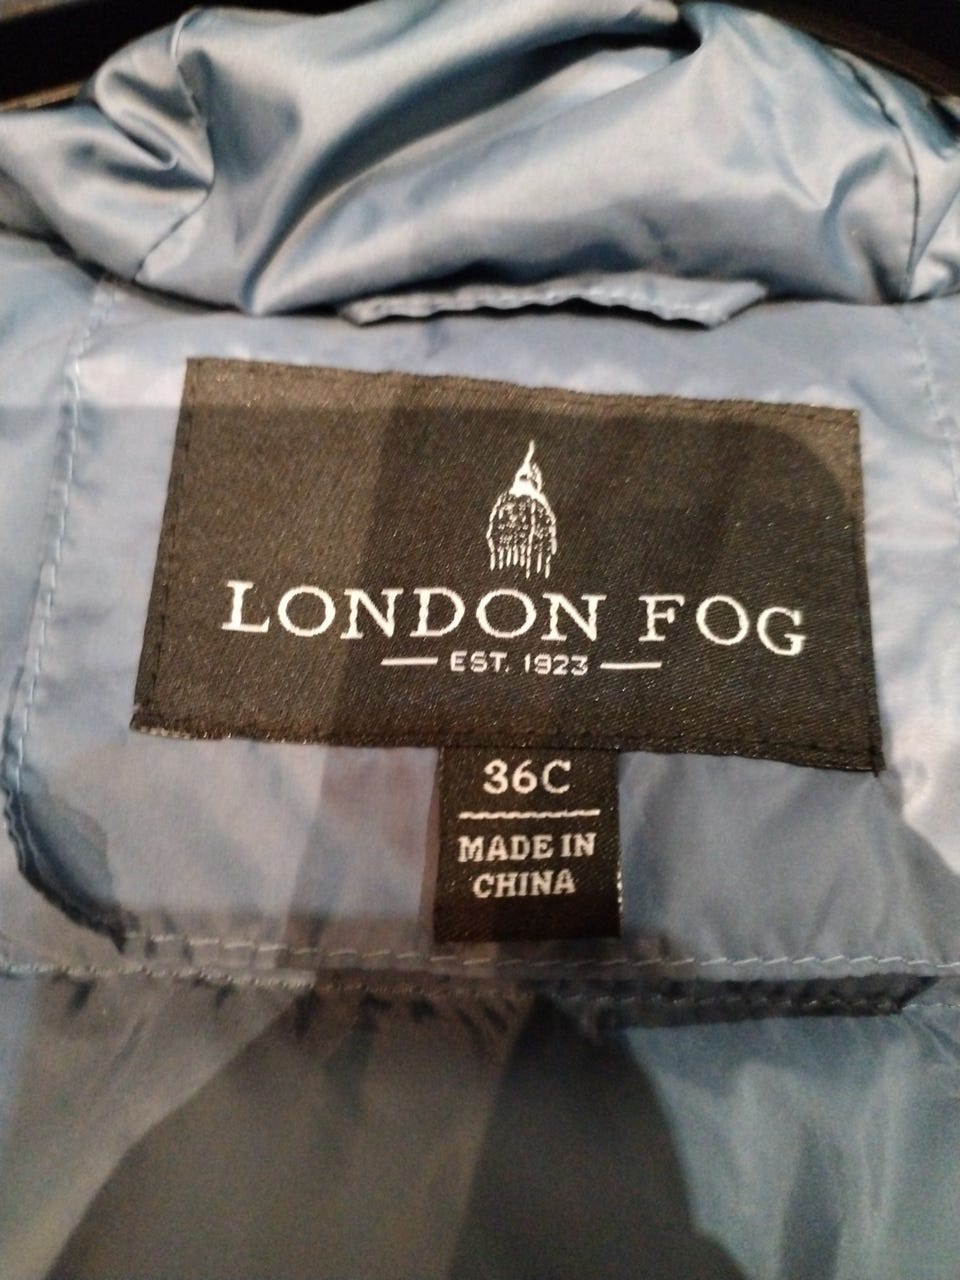 LONDON FOG
EST. 1923
36C
MADE IN
CHINA